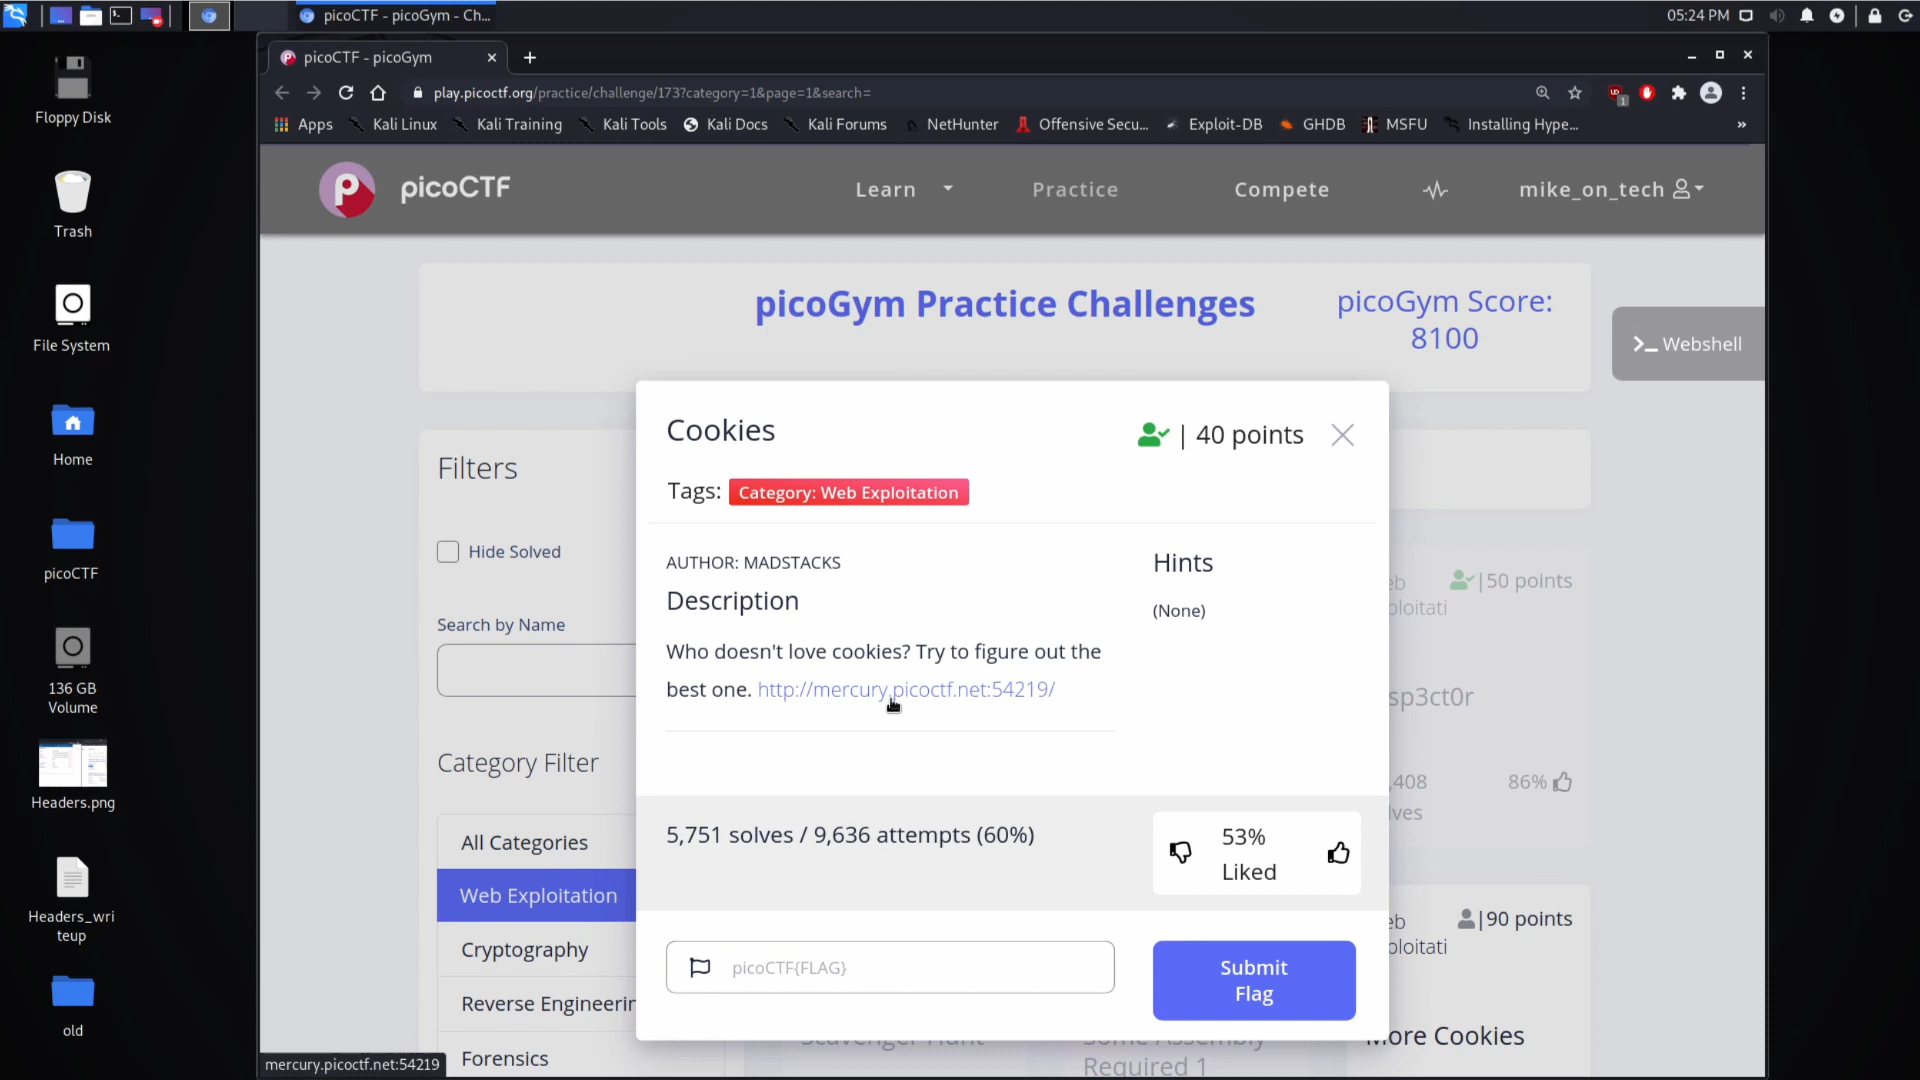 picoCTF - picoGym - Ch...
05:24 PM
picoCTF - picoGym
play.picoctf.org/practice/challenge/173?category=1&page=1&search=
Apps
Kali Linux
Kali Training
Kali Tools
Kali Docs
Kali Forums
NetHunter
Offensive Secu...
Exploit-DB
GHDB
MSFU
Installing Hype...
»
picoCTF
Learn
Practice
Compete
mike_on_tech
picoGym Practice Challenges
picoGym Score:
8100
Webshell
Floppy Disk
Trash
File System
Home
picoCTF
136 GB
Volume
Headers.png
Headers_wri
teup
old
Filters
Hide Solved
Search by Name
Category Filter
All Categories
Web Exploitation
Cryptography
Reverse Engineerin
Forensics
Cookies
| 40 points
Tags: Category: Web Exploitation
AUTHOR: MADSTACKS
Description
Who doesn't love cookies? Try to figure out the
best one. http://mercury.picoctf.net:54219/
Hints
(None)
5,751 solves / 9,636 attempts (60%)
53%
Liked
picoCTF{FLAG}
Submit
Flag
eb
|50 points
ploitati
sp3ct0r
,408
86%
lves
eb
|90 points
ploitati
More Cookies
Scavenger Hunt
Some Assembly
Required 1
mercury.picoctf.net:54219